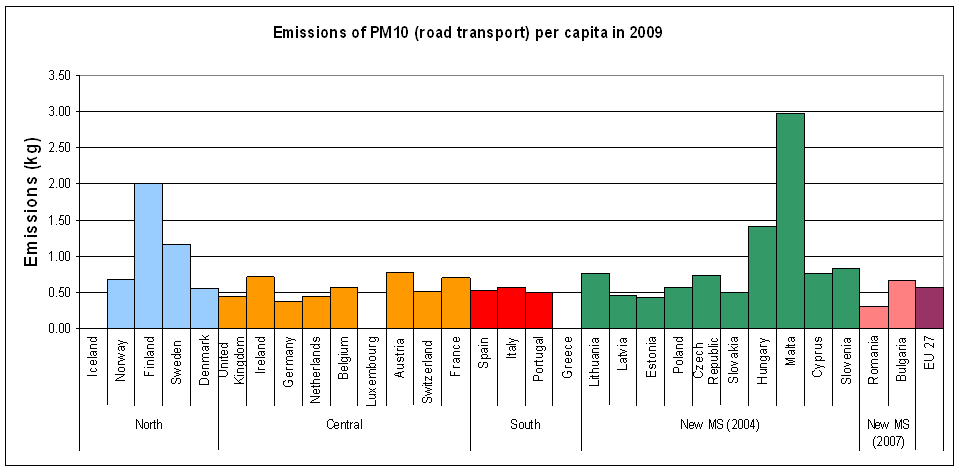 Emissions of PM10 (road transport) per capita in 2009
Emissions (kg)
3.50
3.00
2.50
2.00
1.50
1.00
0.50
0.00
Iceland
Norway
Finland
Sweden
Denmark
United
Kingdom
Ireland
Germany
Netherlands
Belgium
Luxembourg
Austria
Switzerland
France
Spain
Italy
Portugal
Greece
Lithuania
Latvia
Estonia
Poland
Czech
Republic
Slovakia
Hungary
Malta
Cyprus
Slovenia
Romania
Bulgaria
EU 27
North
Central
South
New MS (2004)
New MS
(2007)